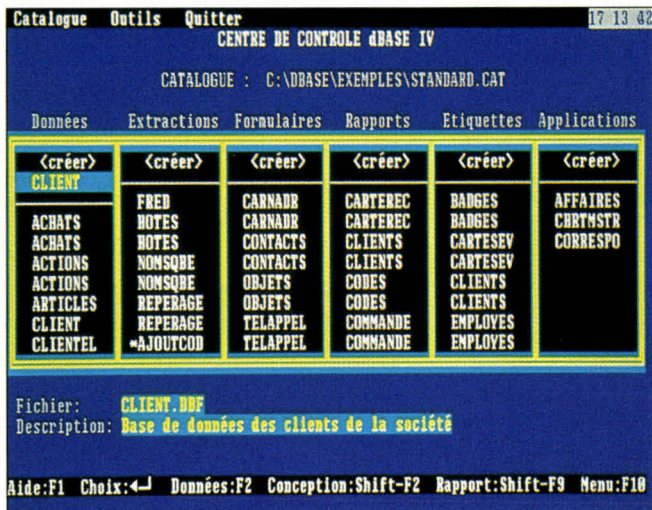 Catalogue Outils Quitter 17 13 42
CENTRE DE CONTROLE dBASE IV
CATALOGUE : C:\DBASE\EXEMPLES\STANDARD.CAT
Données Extractions Formulaires Rapports Etiquettes Applications
<créer> <créer> <créer> <créer> <créer> <créer>
CLIENT
FRED CARNADR CARTEREC BADGES AFFAIRES
ACHATS HOTES CARNADR CARTEREC BADGES CHRTMSTR
ACHATS HOTES CONTACTS CLIENTS CARTESEV CORRESPO
ACTIONS NOMSQBE CONTACTS CLIENTS CARTESEV
ACTIONS NOMSQBE OBJETS CODES CLIENTS
ARTICLES REPERAGE OBJETS CODES CLIENTS
CLIENT REPERAGE TELAPPEL COMMANDE EMPLOYES
CLIENTEL *AJOUTCOD TELAPPEL COMMANDE EMPLOYES
Fichier: CLIENT.DBF
Description: Base de données des clients de la société
Aide:F1 Choix:◄─┘ Données:F2 Conception:Shift-F2 Rapport:Shift-F9 Menu:F10